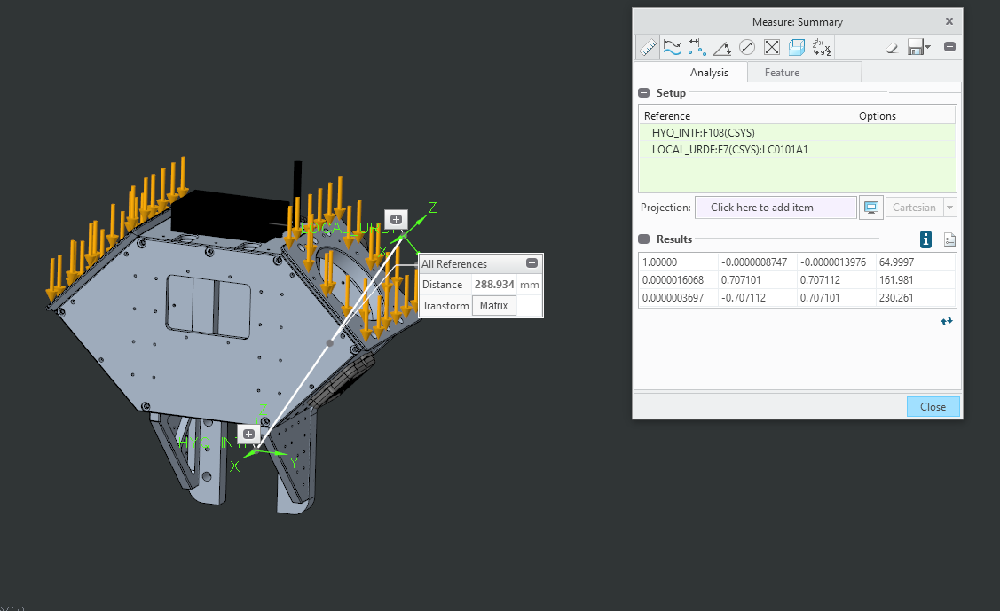 Measure: Summary
Analysis Feature
Setup
Reference Options
HYQ_INTF:F108(CSYS)
LOCAL_URDF:F7(CSYS):LC0101A1
Projection: Click here to add item Cartesian
Results
1.00000 -0.0000008747 -0.0000013976 64.9997
0.0000016068 0.707101 0.707112 161.981
0.0000003697 -0.707112 0.707101 230.261
Close
Z
LOCAL_URDF
X
All References
Distance 288.934 mm
Transform Matrix
Z
HYQ_INTF
X
Y